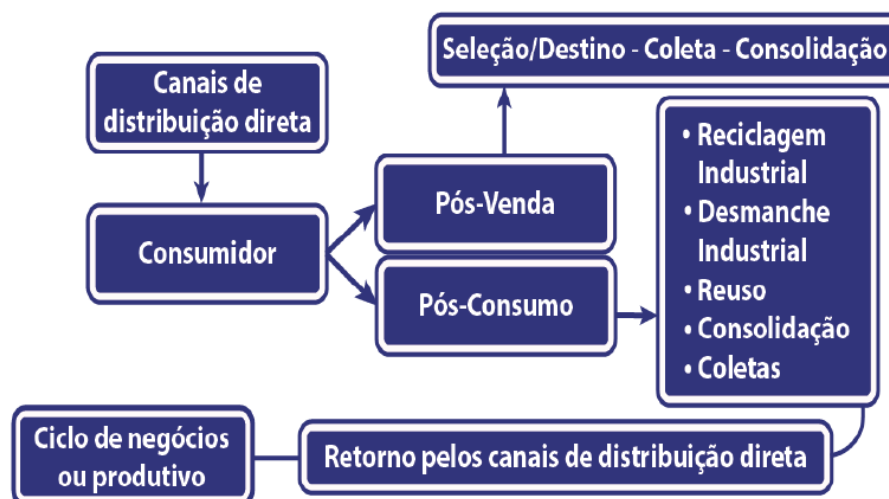 Seleção/Destino - Coleta - Consolidação
Canais de
distribuição direta
Consumidor
Pós-Venda
Pós-Consumo
• Reciclagem
Industrial
• Desmanche
Industrial
• Reuso
• Consolidação
• Coletas
Ciclo de negócios
ou produtivo
Retorno pelos canais de distribuição direta